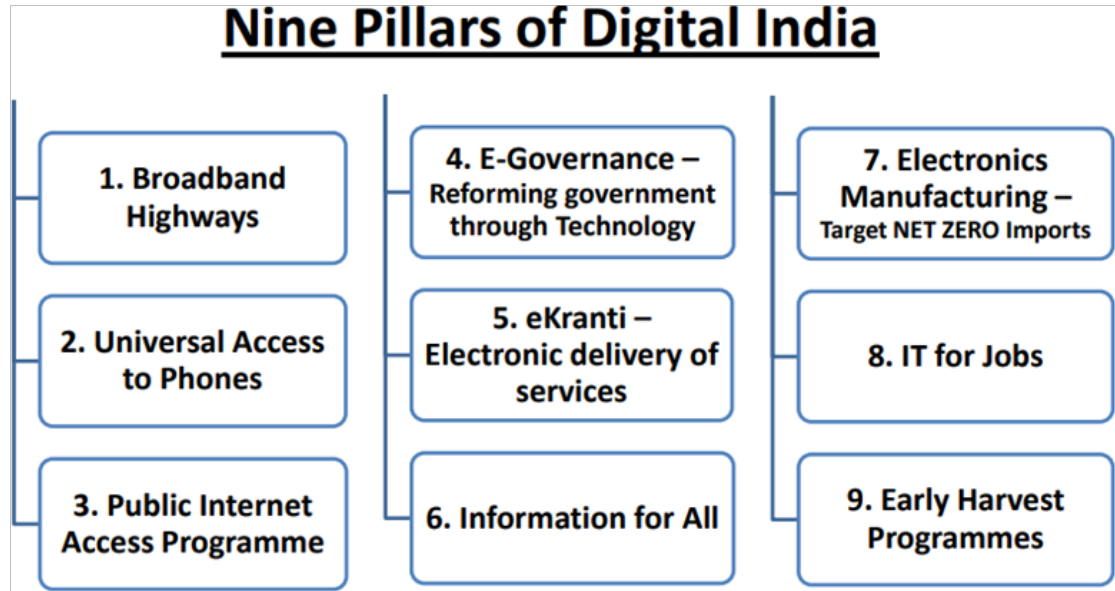 Nine Pillars of Digital India
1. Broadband
Highways
2. Universal Access
to Phones
3. Public Internet
Access Programme
4. E-Governance –
Reforming government
through Technology
5. eKranti –
Electronic delivery of
services
6. Information for All
7. Electronics
Manufacturing –
Target NET ZERO Imports
8. IT for Jobs
9. Early Harvest
Programmes